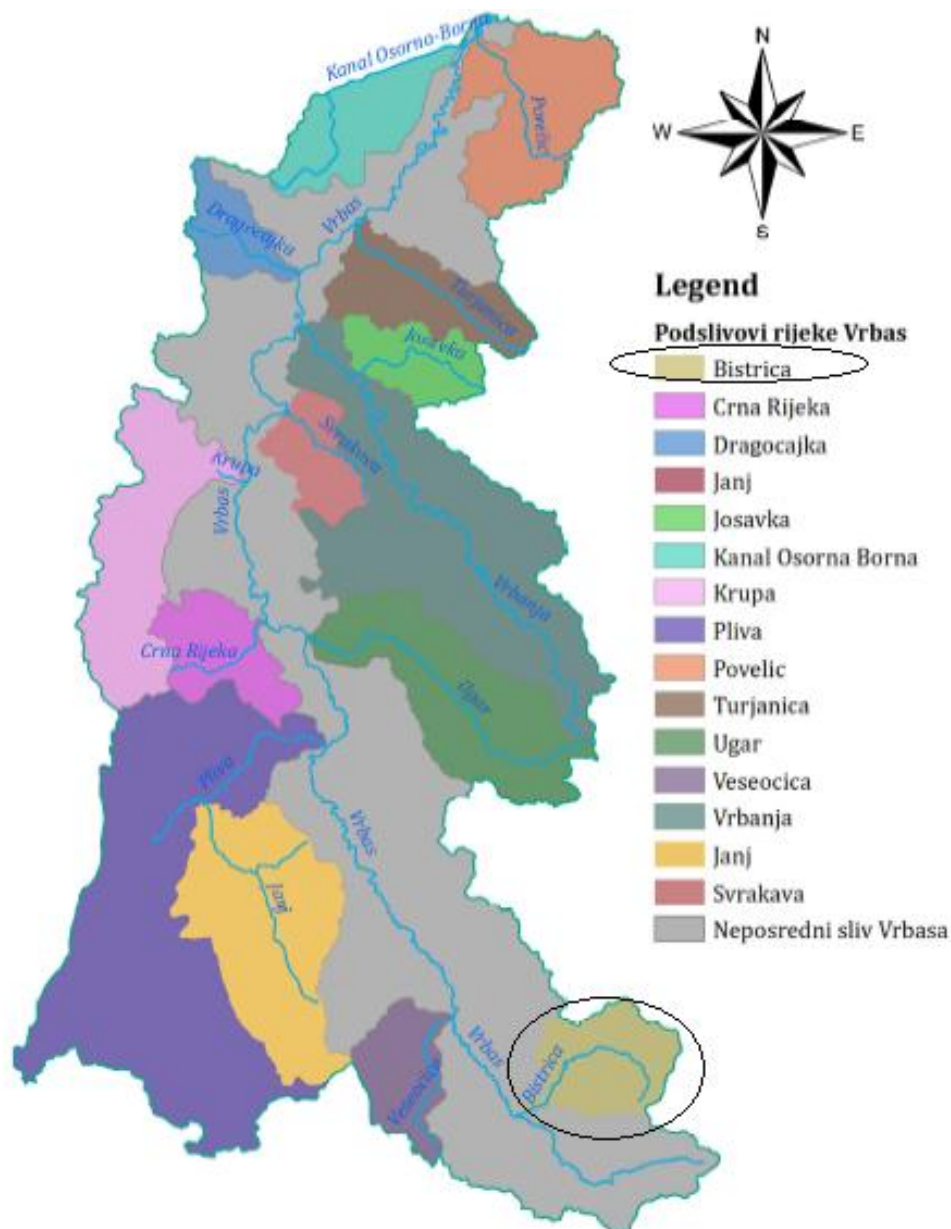 Kanal Osorna-Borna
Povelic
N
W E
S
Dragocajka
Vrbas
Turjanica
Josavka
Svrakava
Krupa
Vrbas
Vrbanja
Crna Rijeka
Ugar
Pliva
Vrbas
Janj
Vrbas
Bistrica
Veseocica
Legend
Podslivovi rijeke Vrbas
Bistrica
Crna Rijeka
Dragocajka
Janj
Josavka
Kanal Osorna Borna
Krupa
Pliva
Povelic
Turjanica
Ugar
Veseocica
Vrbanja
Janj
Svrakava
Neposredni sliv Vrbasa